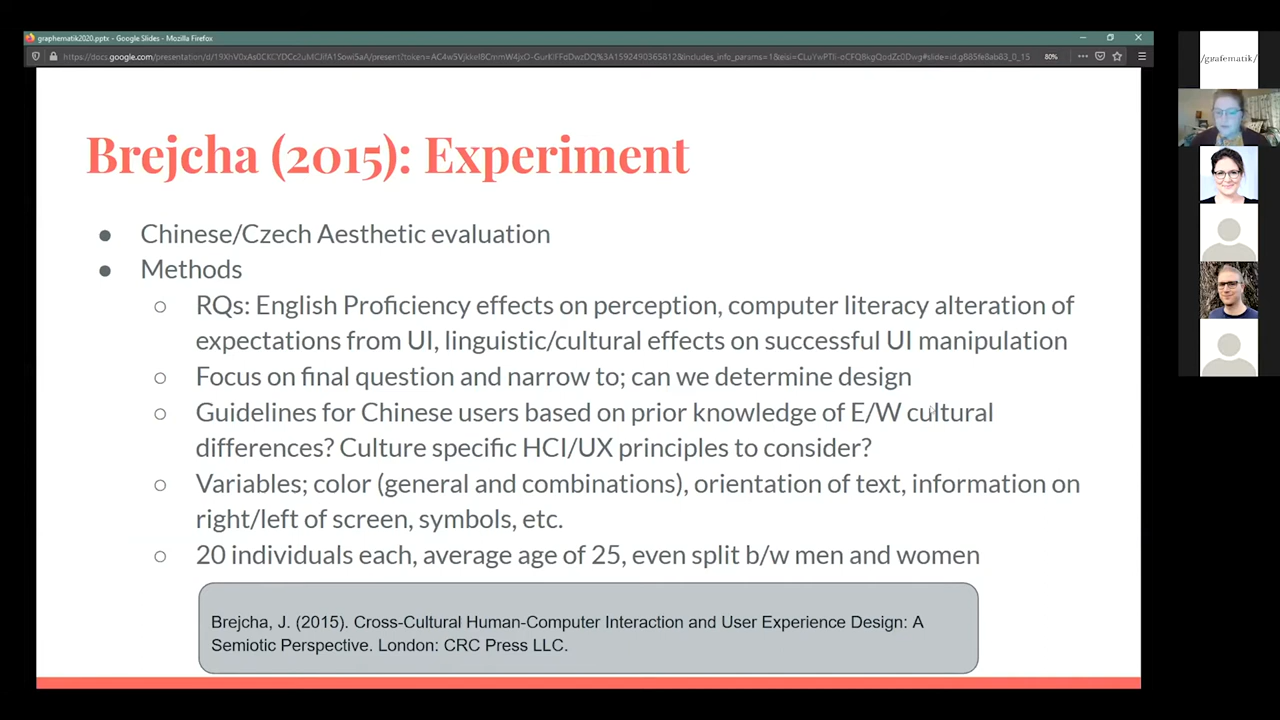 graphematik2020.pptx - Google Slides - Mozilla Firefox
80%
/grafematik/
Brejcha (2015): Experiment
● Chinese/Czech Aesthetic evaluation
● Methods
○ RQs: English Proficiency effects on perception, computer literacy alteration of
expectations from UI, linguistic/cultural effects on successful UI manipulation
○ Focus on final question and narrow to; can we determine design
○ Guidelines for Chinese users based on prior knowledge of E/W cultural
differences? Culture specific HCI/UX principles to consider?
○ Variables; color (general and combinations), orientation of text, information on
right/left of screen, symbols, etc.
○ 20 individuals each, average age of 25, even split b/w men and women
Brejcha, J. (2015). Cross-Cultural Human-Computer Interaction and User Experience Design: A
Semiotic Perspective. London: CRC Press LLC.